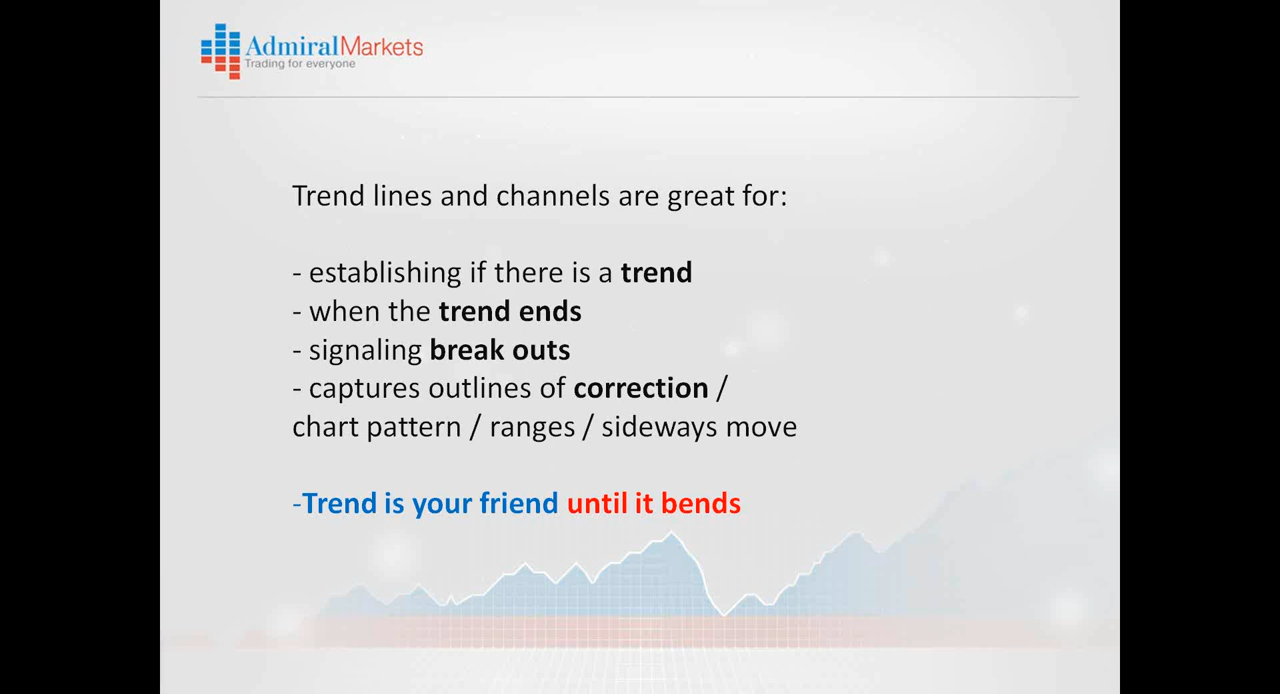 AdmiralMarkets
Trading for everyone
Trend lines and channels are great for:
- establishing if there is a trend
- when the trend ends
- signaling break outs
- captures outlines of correction /
chart pattern / ranges / sideways move
-Trend is your friend until it bends